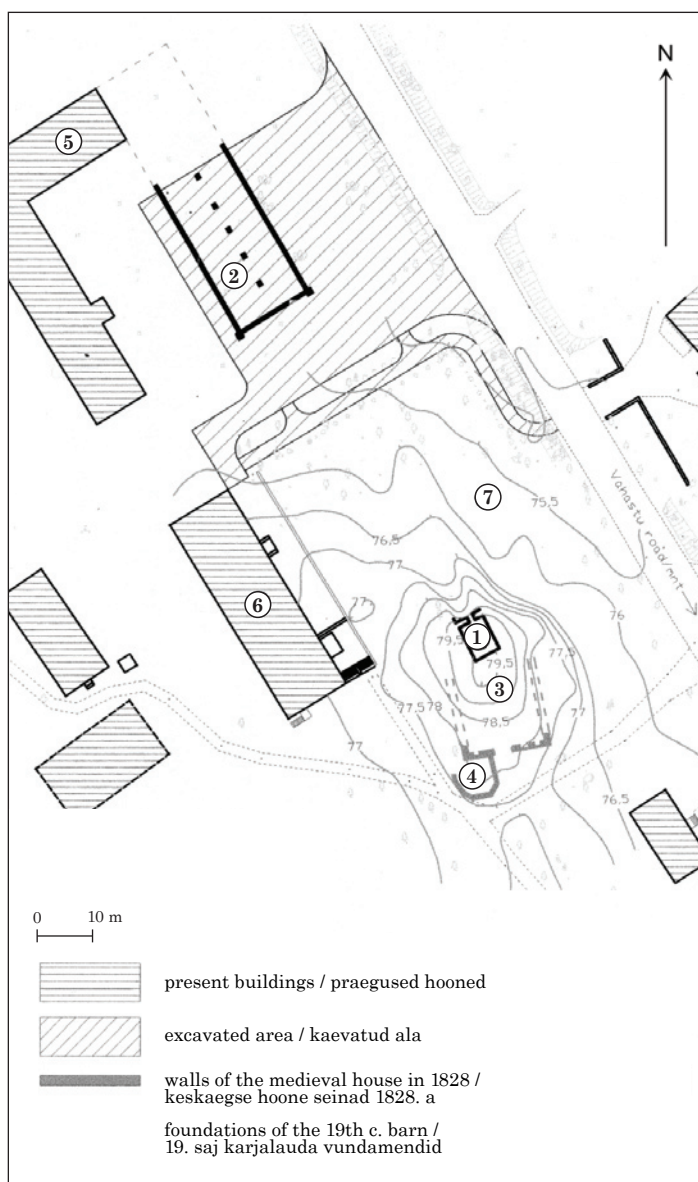 N
5
2
7
75,5
76,5
77
76
Vahastu road/mnt
6
77
1
79,5
79,5
77,5
3
77,5
78
78,5
77
77
4
76,5
0 10 m
present buildings / praegused hooned
excavated area / kaevatud ala
walls of the medieval house in 1828 /
keskaegse hoone seinad 1828. a
foundations of the 19th c. barn /
19. saj karjalauda vundamendid